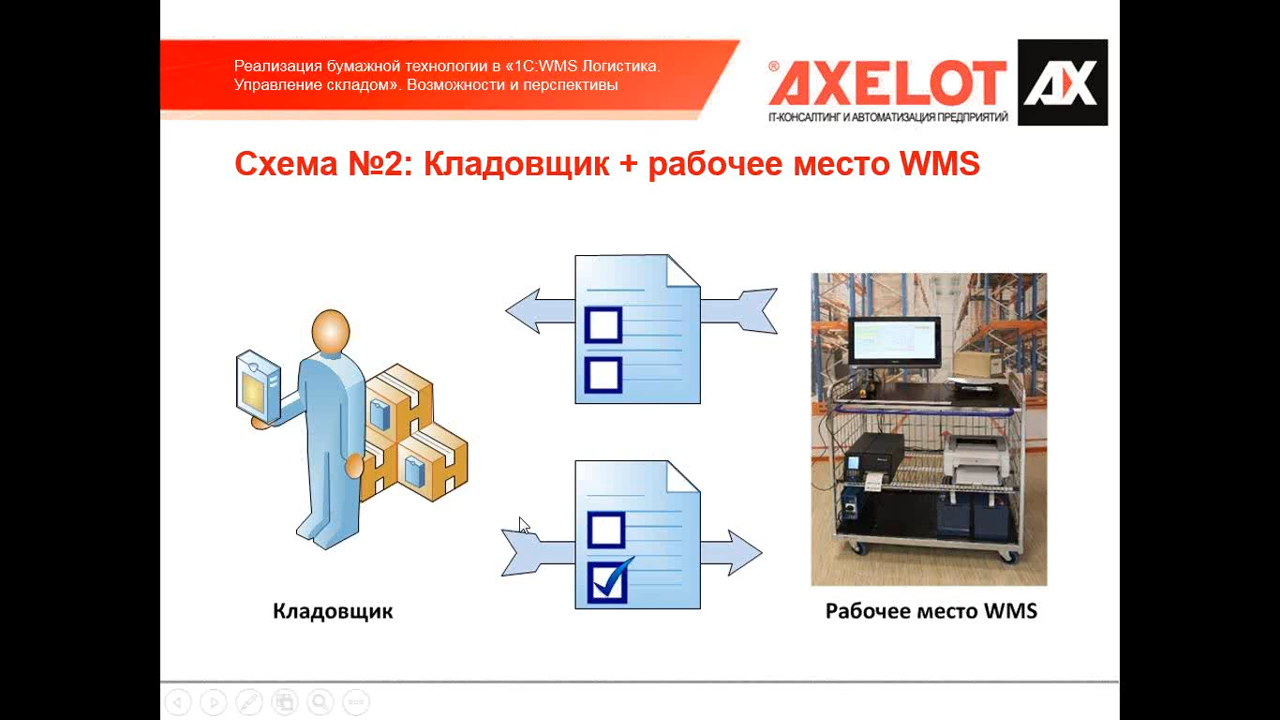 Реализация бумажной технологии в «1С:WMS Логистика.
Управление складом». Возможности и перспективы
® AXELOT AX
IT-КОНСАЛТИНГ И АВТОМАТИЗАЦИЯ ПРЕДПРИЯТИЙ
Схема №2: Кладовщик + рабочее место WMS
Кладовщик
Рабочее место WMS